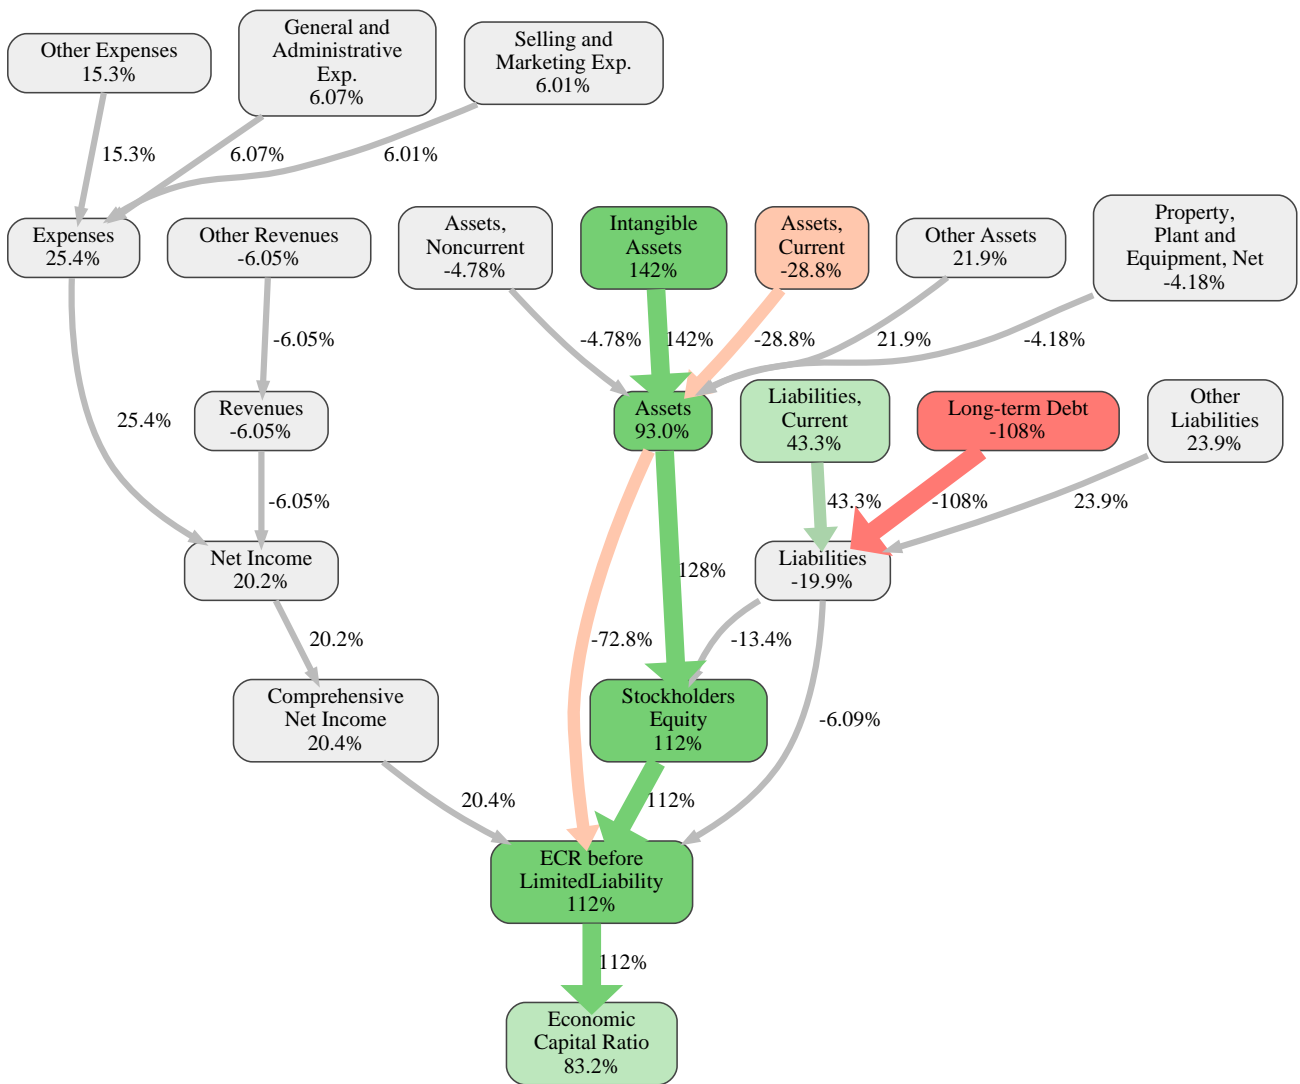 Other Expenses
15.3%
General and
Administrative
Exp.
6.07%
Selling and
Marketing Exp.
6.01%
15.3%
6.07%
6.01%
Expenses
25.4%
Other Revenues
-6.05%
Assets,
Noncurrent
-4.78%
Intangible
Assets
142%
Assets,
Current
-28.8%
Other Assets
21.9%
Property,
Plant and
Equipment, Net
-4.18%
-6.05%
-4.78%
142%
-28.8%
21.9%
-4.18%
25.4%
Revenues
-6.05%
Assets
93.0%
Liabilities,
Current
43.3%
Long-term Debt
-108%
Other
Liabilities
23.9%
-6.05%
43.3%
-108%
23.9%
Net Income
20.2%
128%
Liabilities
-19.9%
20.2%
-72.8%
-13.4%
Comprehensive
Net Income
20.4%
Stockholders
Equity
112%
-6.09%
20.4%
112%
ECR before
LimitedLiability
112%
112%
Economic
Capital Ratio
83.2%